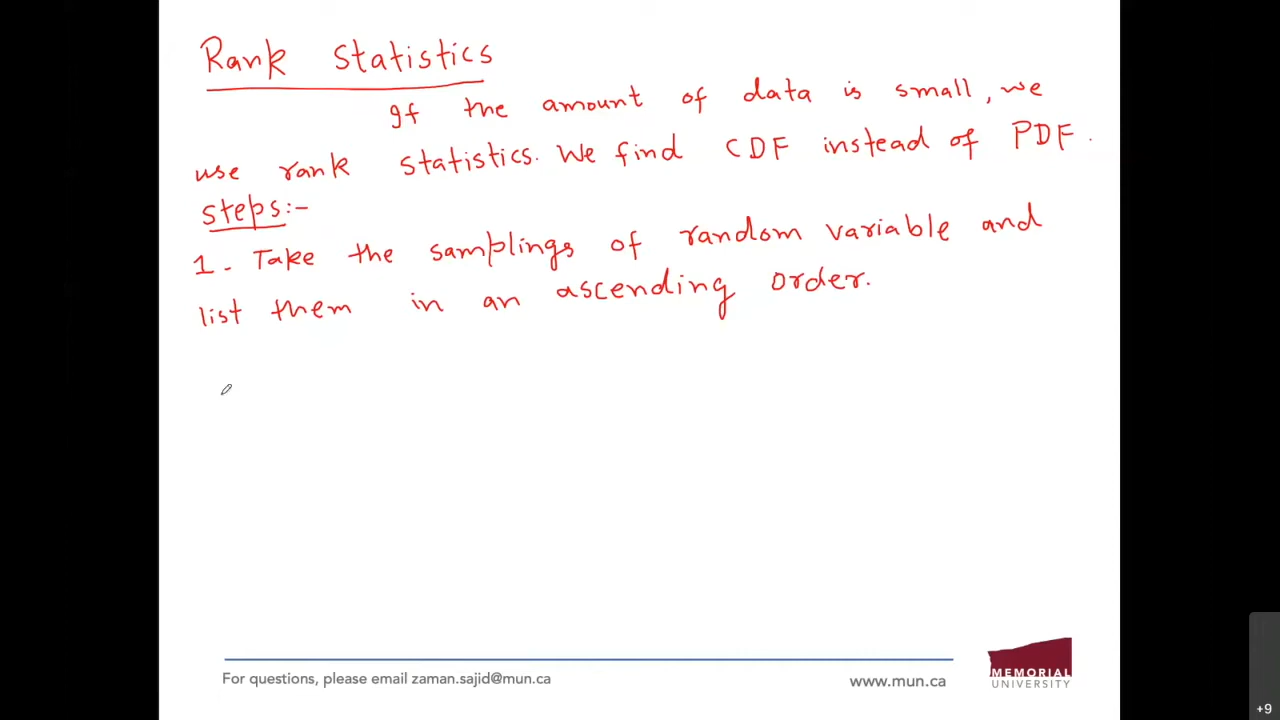 Rank Statistics
If the amount of data is small, we
use rank statistics. We find CDF instead of PDF.
Steps:-
1. Take the samplings of random variable and
list them in an ascending order.
For questions, please email zaman.sajid@mun.ca
www.mun.ca
MEMORIAL
UNIVERSITY
+9